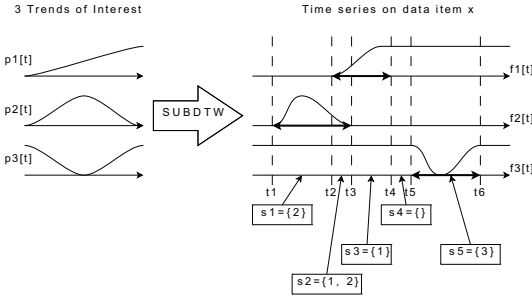 3 Trends of Interest
Time series on data item x
p1[t]
p2[t]
p3[t]
SUBDTW
f1[t]
f2[t]
f3[t]
t1
t2
t3
t4
t5
t6
s1={2}
s2={1, 2}
s3={1}
s4={}
s5={3}